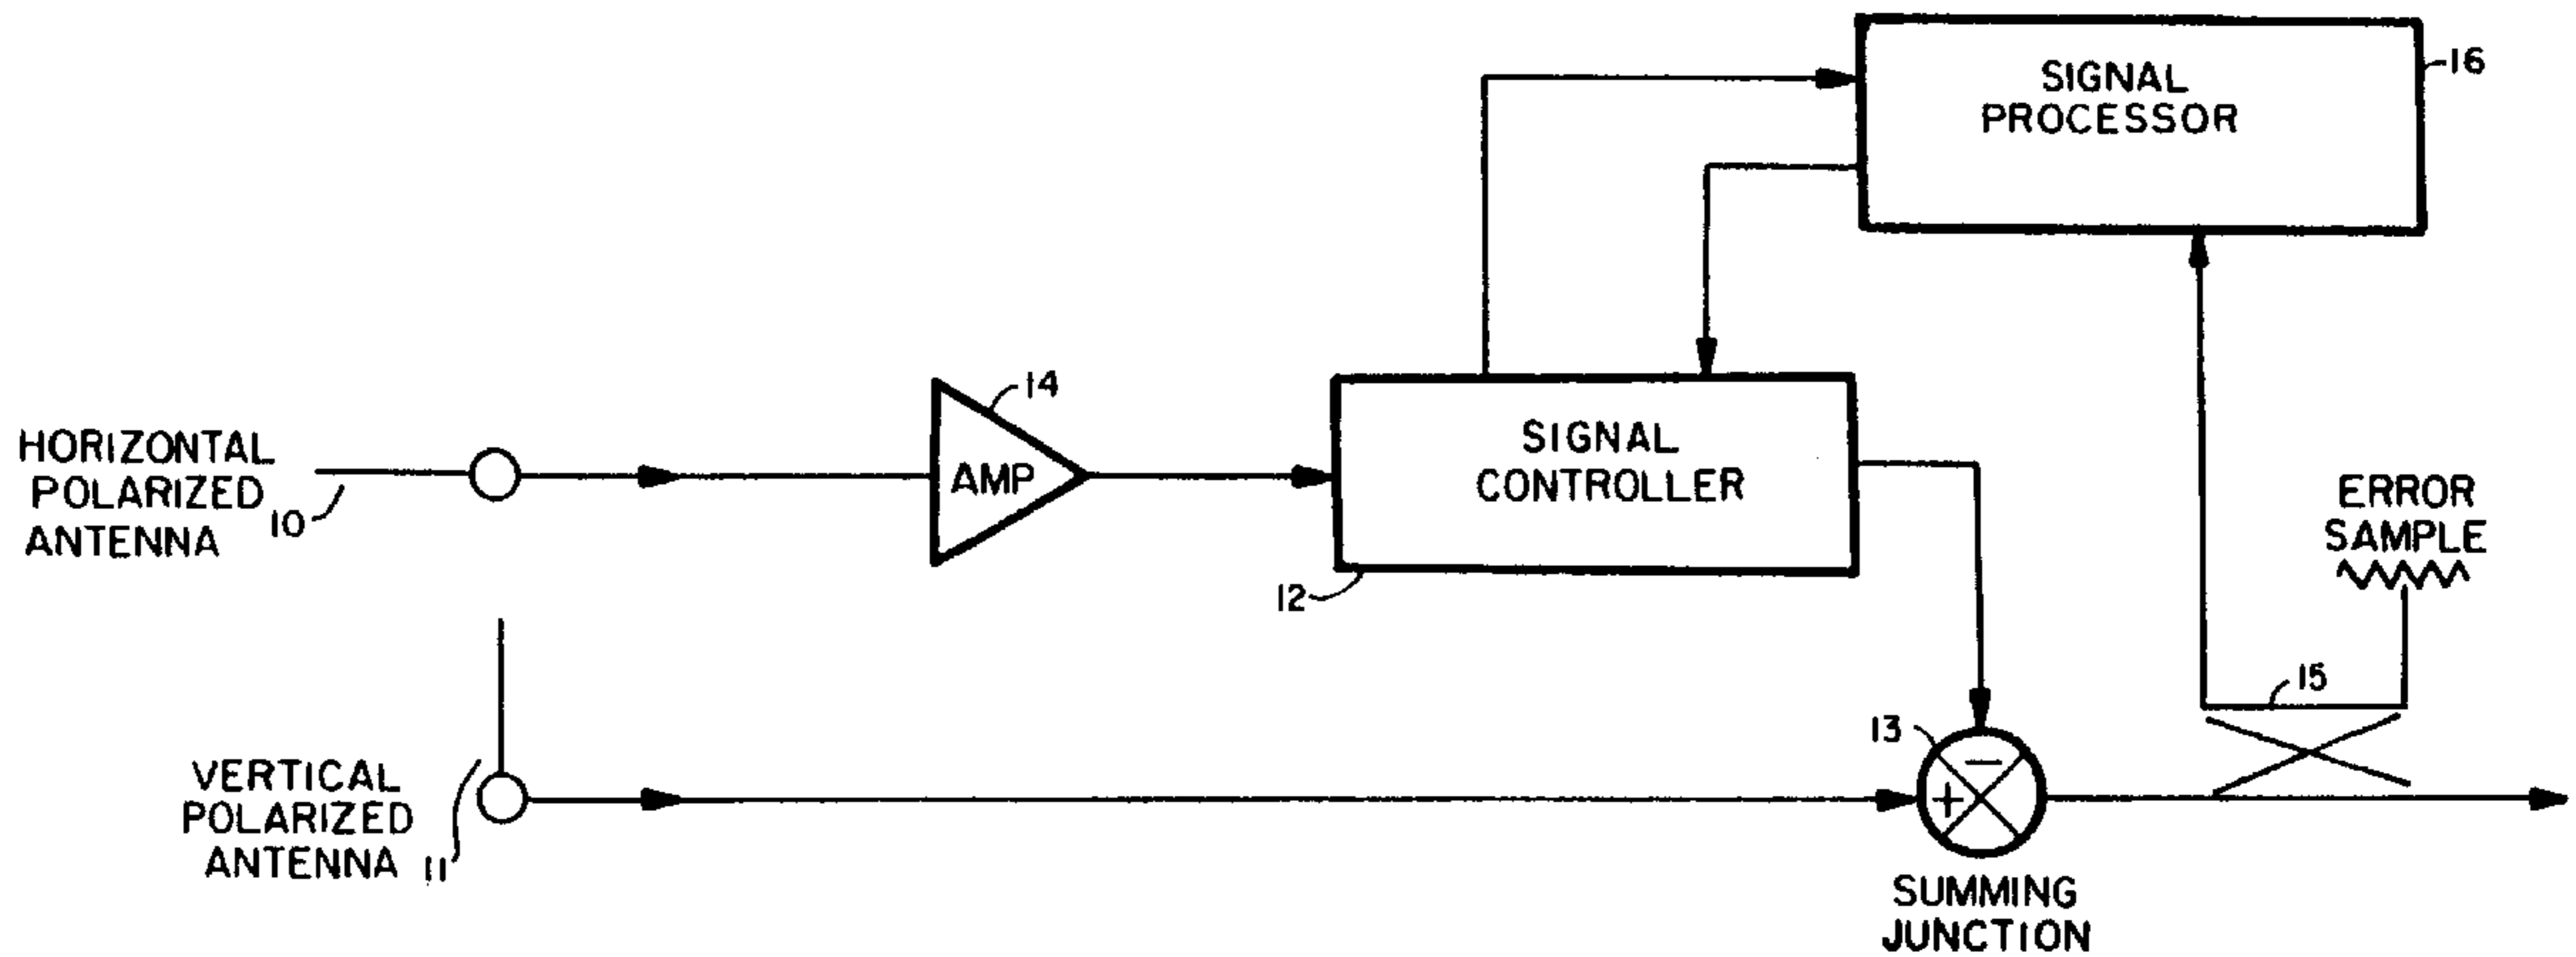 SIGNAL
PROCESSOR
16
14
HORIZONTAL
POLARIZED
ANTENNA
10
AMP
SIGNAL
CONTROLLER
12
ERROR
SAMPLE
15
VERTICAL
POLARIZED
ANTENNA
11
13
+
−
SUMMING
JUNCTION